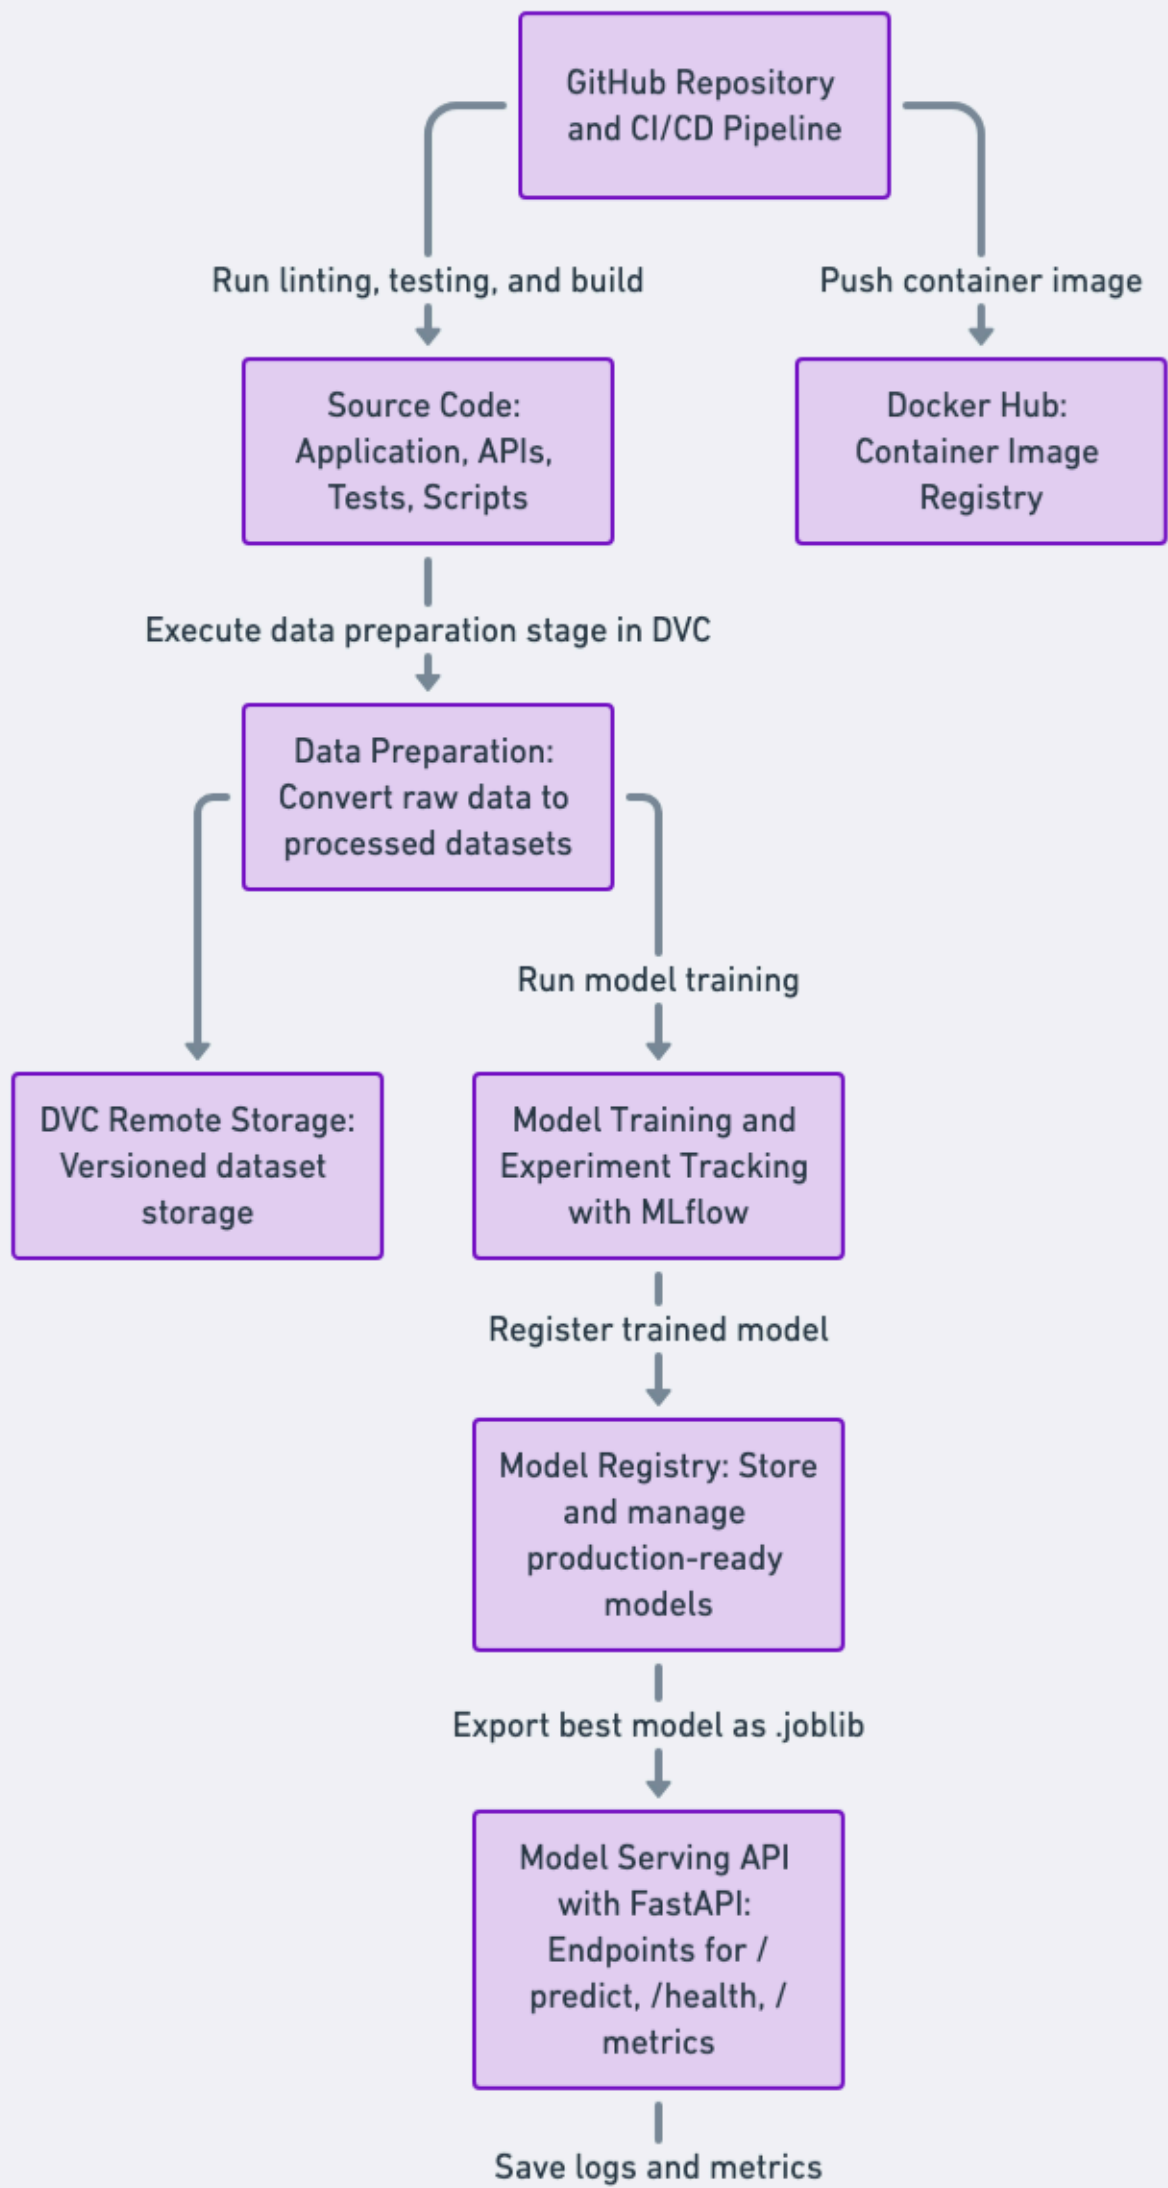 GitHub Repository
and CI/CD Pipeline
Run linting, testing, and build
Push container image
Source Code:
Application, APIs,
Tests, Scripts
Docker Hub:
Container Image
Registry
Execute data preparation stage in DVC
Data Preparation:
Convert raw data to
processed datasets
Run model training
DVC Remote Storage:
Versioned dataset
storage
Model Training and
Experiment Tracking
with MLflow
Register trained model
Model Registry: Store
and manage
production-ready
models
Export best model as .joblib
Model Serving API
with FastAPI:
Endpoints for /
predict, /health, /
metrics
Save logs and metrics